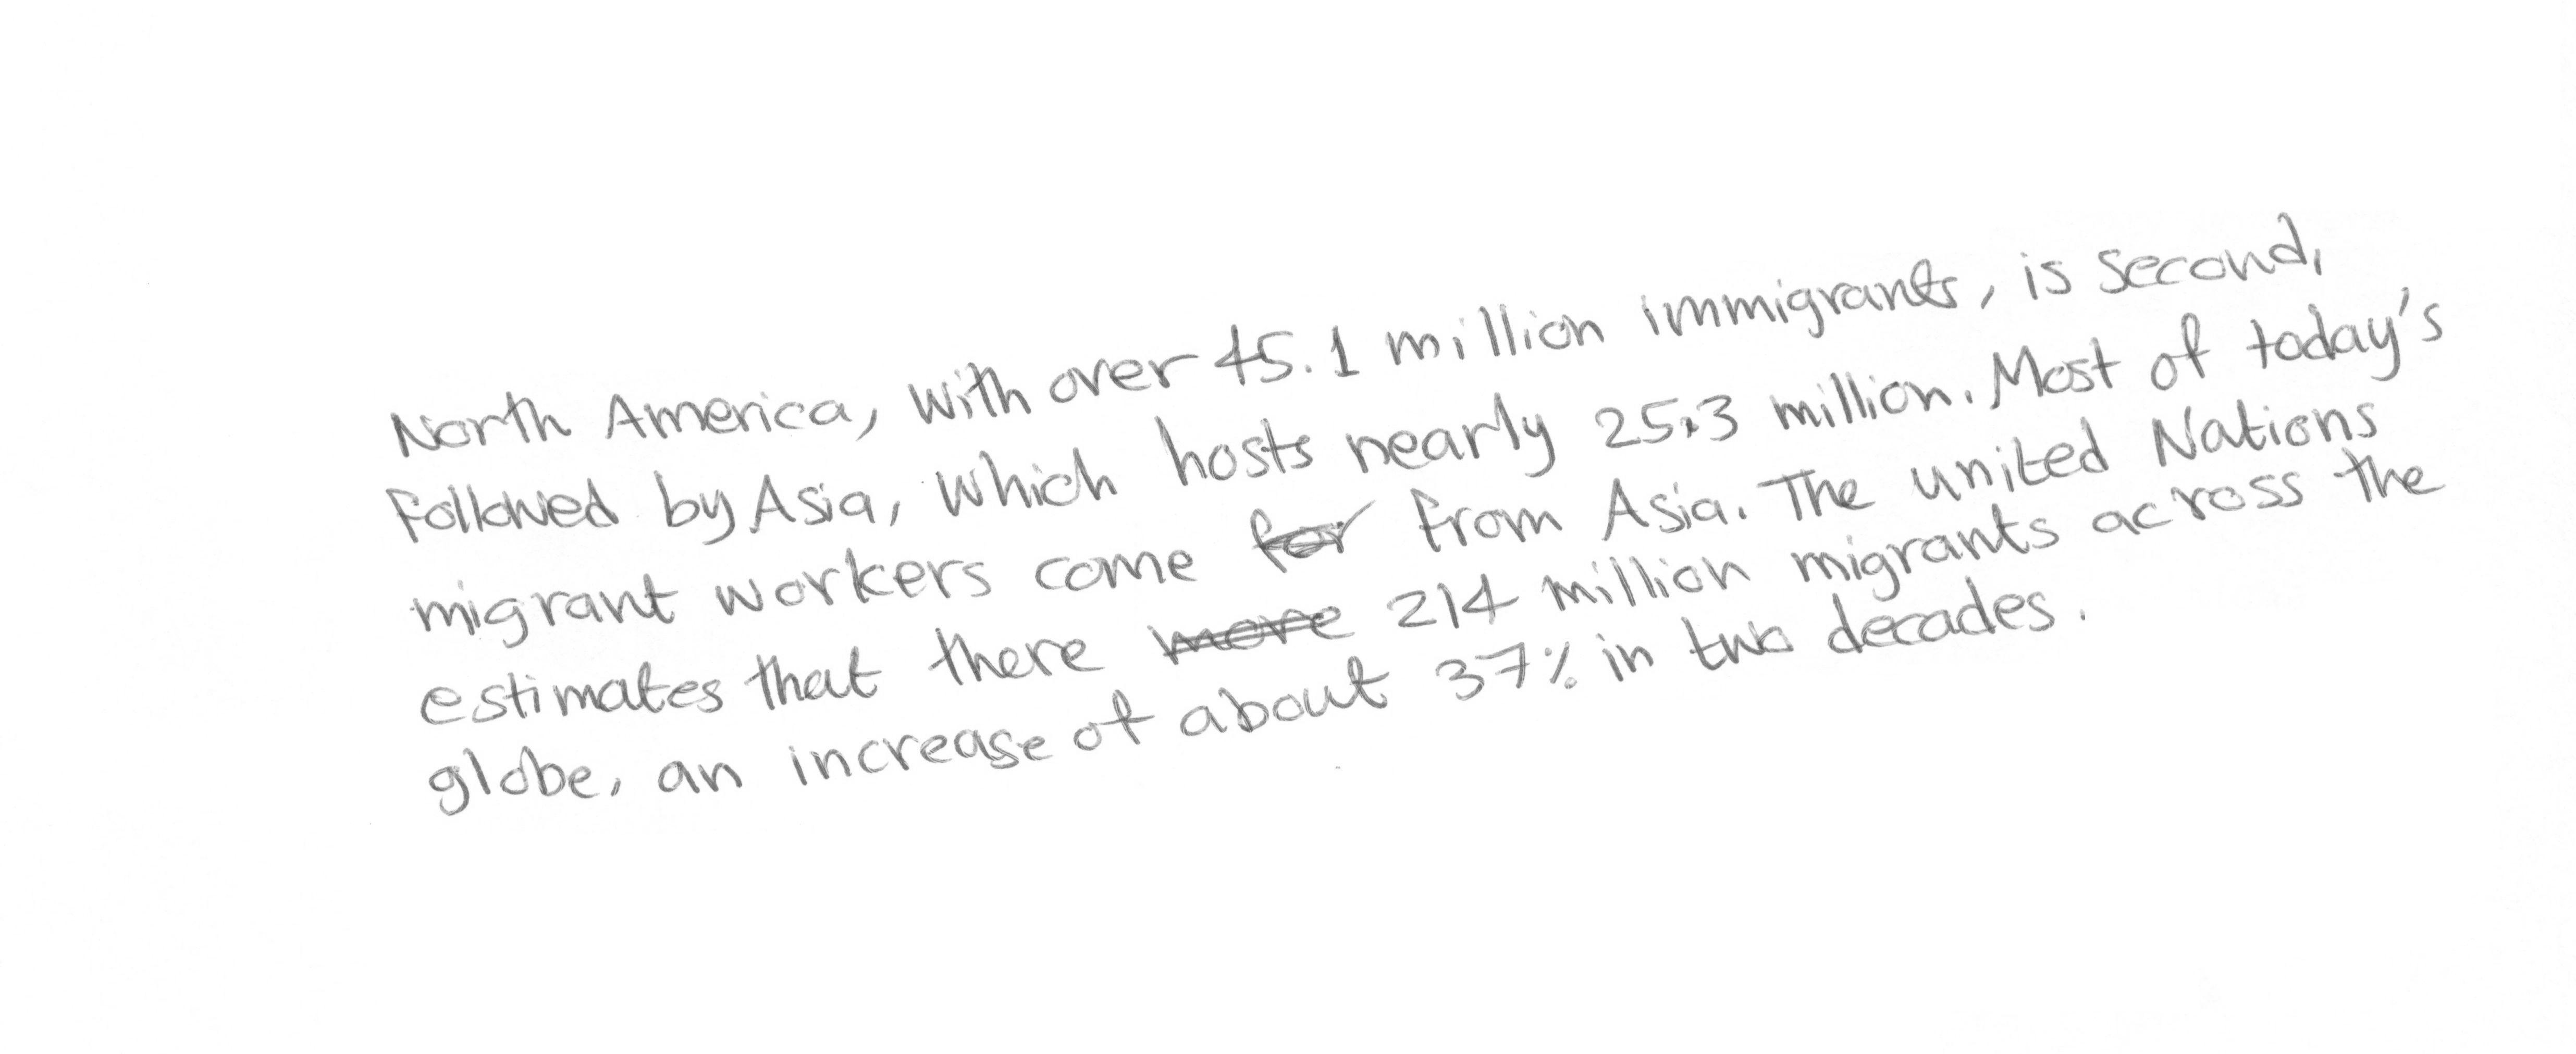 North America, with over 45.1 million immigrants, is second,
followed by Asia, which hosts nearly 25.3 million. Most of today's
migrant workers come for from Asia. The united Nations
estimates that there more 214 million migrants across the
globe, an increase of about 37% in two decades.